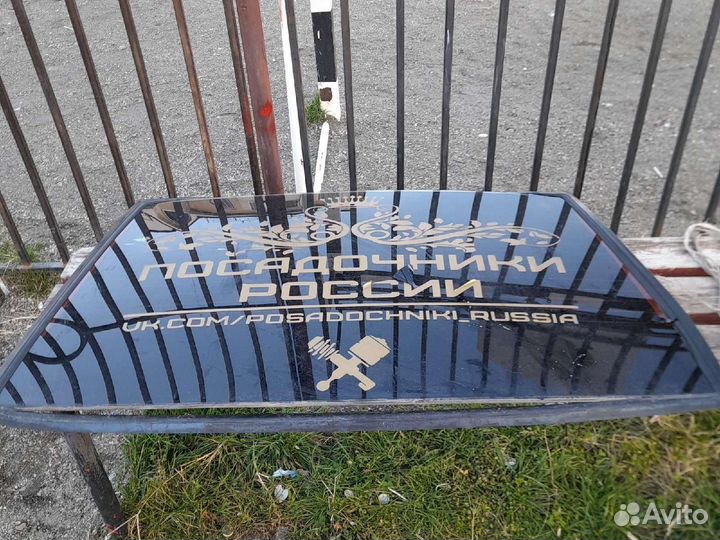 ПОСАДОЧНИКИ
РОССИИ
VK.COM/POSADOCHNIKI_RUSSIA
Avito